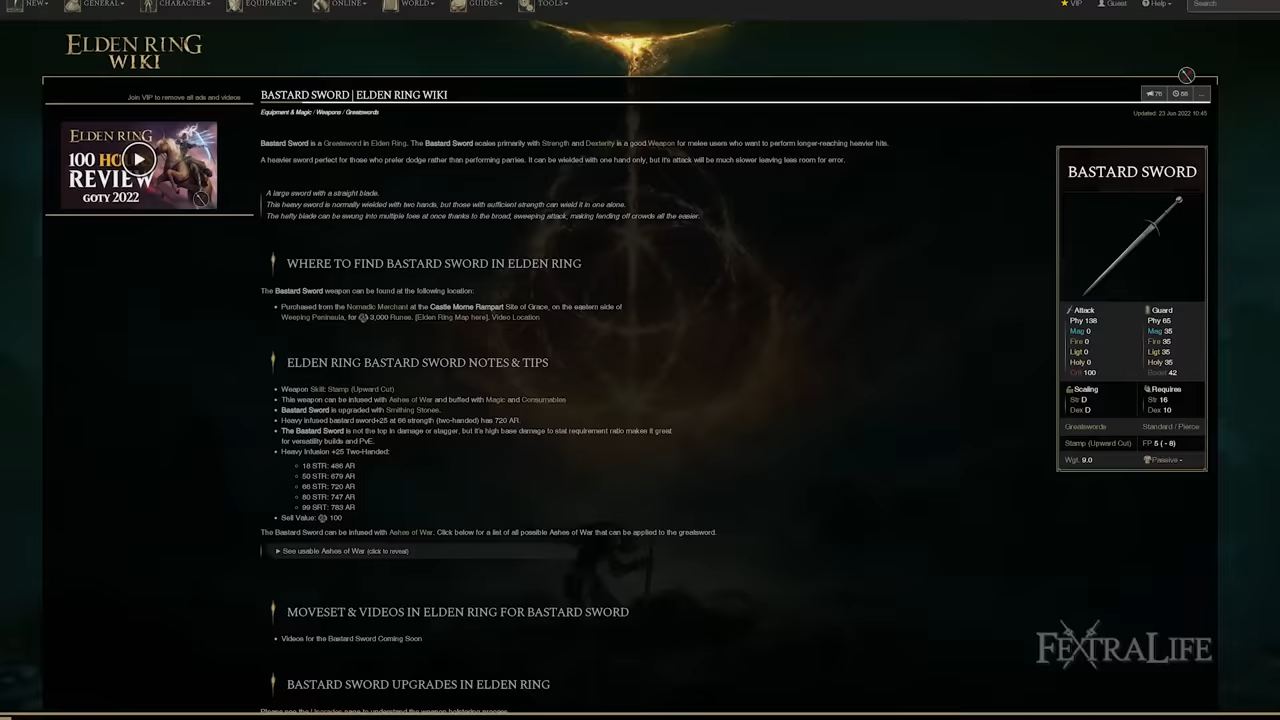 NEW
GENERAL
CHARACTER
EQUIPMENT
ONLINE
WORLD
GUIDES
TOOLS
VIP
Guest
Help
Search
ELDEN RING
WIKI
Join VIP to remove all ads and videos
ELDEN RING
100 HO
REVIEW
GOTY 2022
BASTARD SWORD | ELDEN RING WIKI
76
58
...
Equipment & Magic / Weapons / Greatswords
Updated: 23 Jun 2022 10:45
Bastard Sword is a Greatsword in Elden Ring. The Bastard Sword scales primarily with Strength and Dexterity is a good Weapon for melee users who want to perform longer-reaching heavier hits.
A heavier sword perfect for those who prefer dodge rather than performing parries. It can be wielded with one hand only, but it's attack will be much slower leaving less room for error.
A large sword with a straight blade.
This heavy sword is normally wielded with two hands, but those with sufficient strength can wield it in one alone.
The hefty blade can be swung into multiple foes at once thanks to the broad, sweeping attack, making fending off crowds all the easier.
WHERE TO FIND BASTARD SWORD IN ELDEN RING
The Bastard Sword weapon can be found at the following location:
Purchased from the Nomadic Merchant at the Castle Morne Rampart Site of Grace, on the eastern side of
Weeping Peninsula, for 3,000 Runes. [Elden Ring Map here]. Video Location
ELDEN RING BASTARD SWORD NOTES & TIPS
Weapon Skill: Stamp (Upward Cut)
This weapon can be infused with Ashes of War and buffed with Magic and Consumables
Bastard Sword is upgraded with Smithing Stones.
Heavy infused bastard sword+25 at 66 strength (two-handed) has 720 AR.
The Bastard Sword is not the top in damage or stagger, but it's high base damage to stat requirement ratio makes it great
for versatility builds and PvE.
Heavy Infusion +25 Two-Handed:
18 STR: 486 AR
50 STR: 679 AR
66 STR: 720 AR
80 STR: 747 AR
99 SRT: 783 AR
Sell Value: 100
The Bastard Sword can be infused with Ashes of War. Click below for a list of all possible Ashes of War that can be applied to the greatsword.
► See usable Ashes of War (click to reveal)
MOVESET & VIDEOS IN ELDEN RING FOR BASTARD SWORD
Videos for the Bastard Sword Coming Soon
BASTARD SWORD UPGRADES IN ELDEN RING
Please see the Upgrades page to understand the weapon bolstering process.
BASTARD SWORD
Attack
Phy 138
Mag 0
Fire 0
Ligt 0
Holy 0
Crit 100
Guard
Phy 65
Mag 35
Fire 35
Ligt 35
Holy 35
Boost 42
Scaling
Str D
Dex D
Requires
Str 16
Dex 10
Greatswords
Standard / Pierce
Stamp (Upward Cut)
FP 5 ( - 8)
Wgt. 9.0
Passive -
FEXTRALIFE